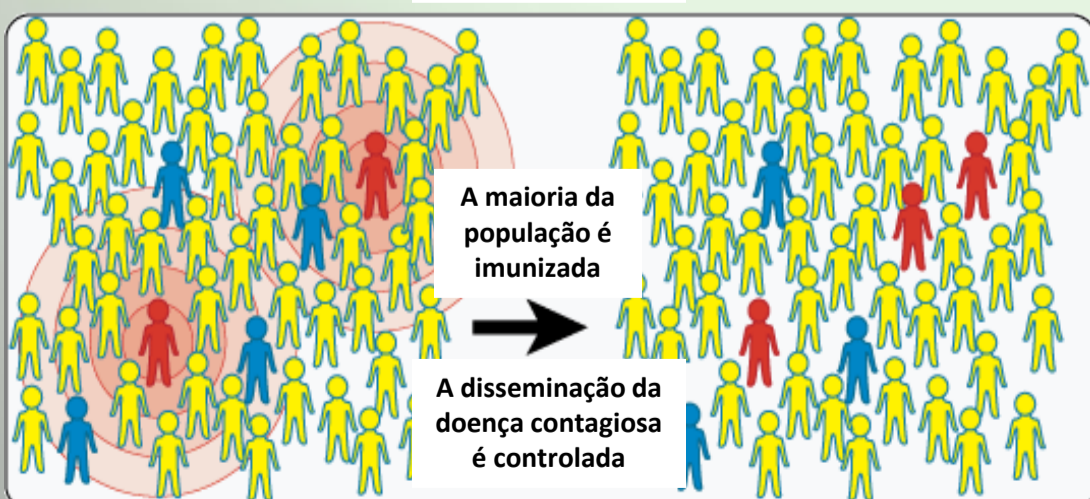 A maioria da
população é
imunizada
A disseminação da
doença contagiosa
é controlada